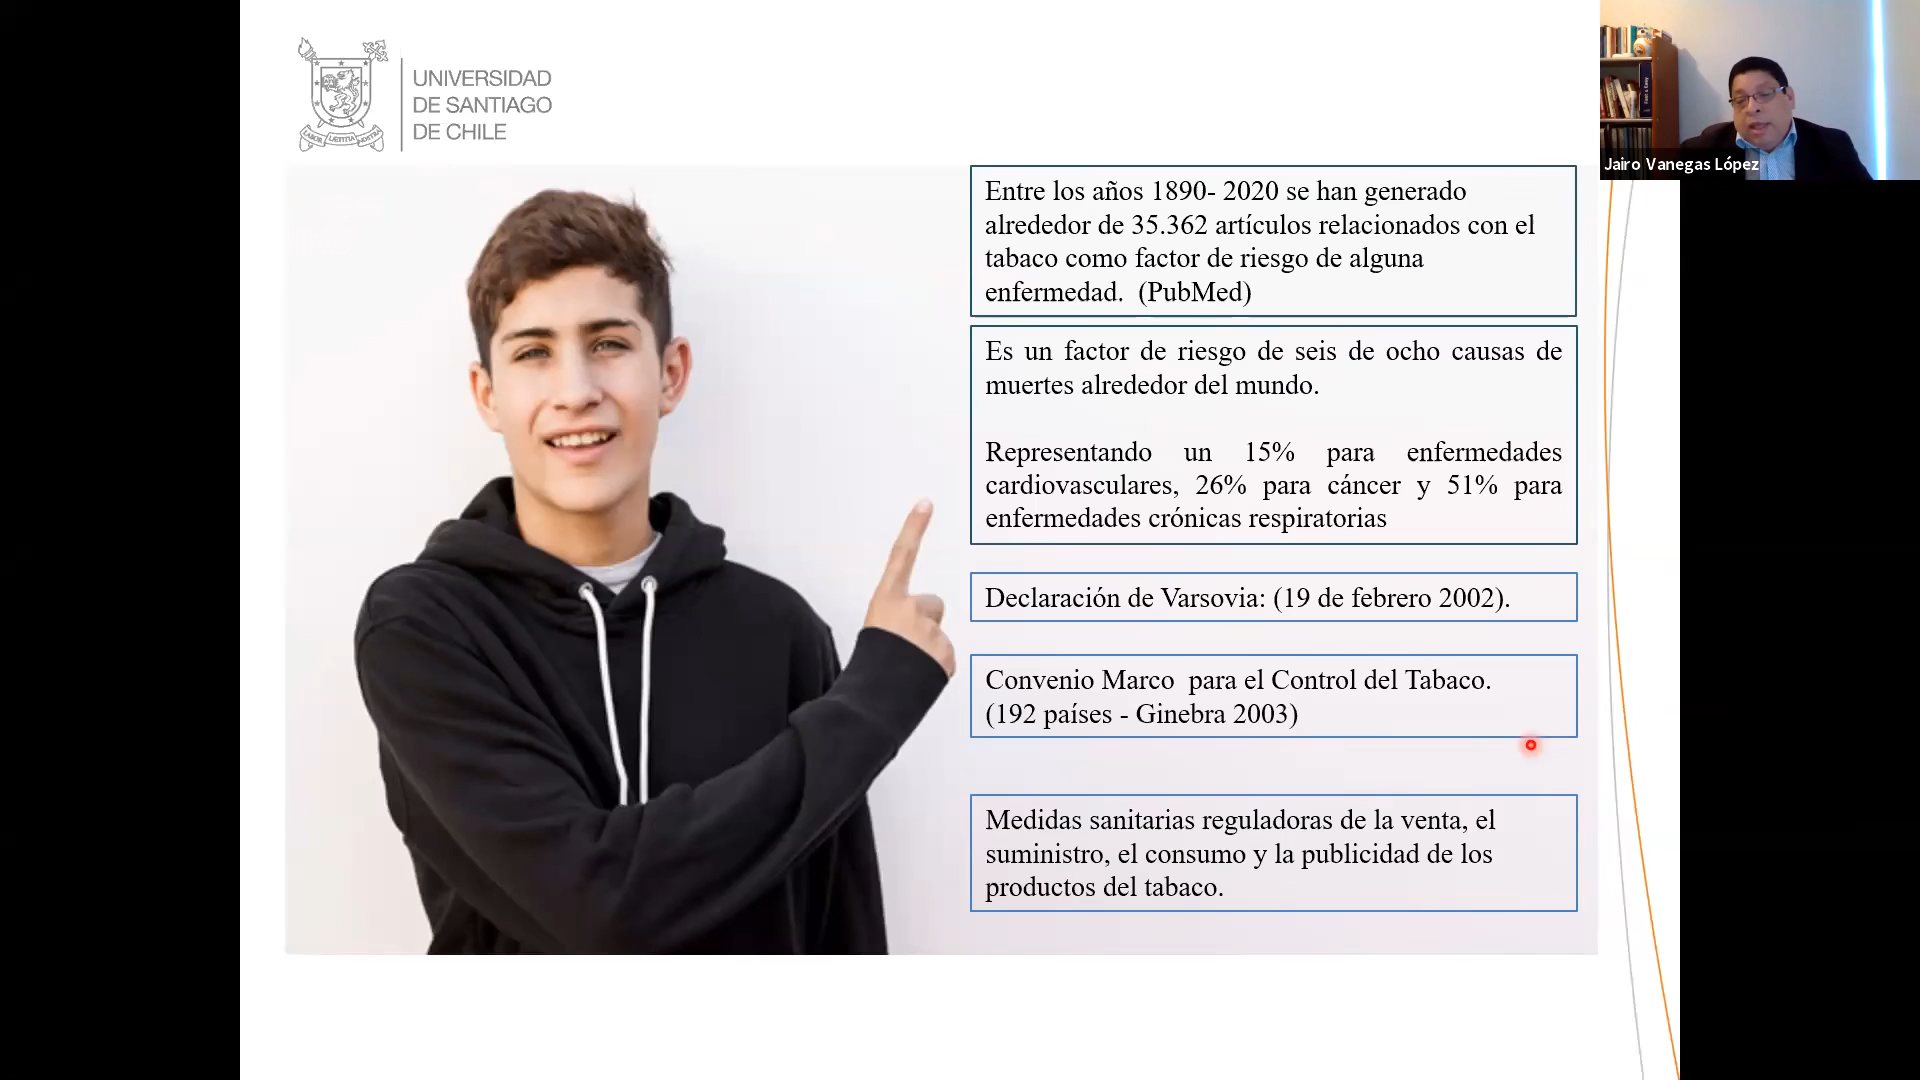 UNIVERSIDAD
DE SANTIAGO
DE CHILE
LABOR LÆTITIA NOSTRA
Jairo Vanegas López
Entre los años 1890- 2020 se han generado
alrededor de 35.362 artículos relacionados con el
tabaco como factor de riesgo de alguna
enfermedad.  (PubMed)
Es un factor de riesgo de seis de ocho causas de
muertes alrededor del mundo.
Representando un 15% para enfermedades
cardiovasculares, 26% para cáncer y 51% para
enfermedades crónicas respiratorias
Declaración de Varsovia: (19 de febrero 2002).
Convenio Marco  para el Control del Tabaco.
(192 países - Ginebra 2003)
Medidas sanitarias reguladoras de la venta, el
suministro, el consumo y la publicidad de los
productos del tabaco.